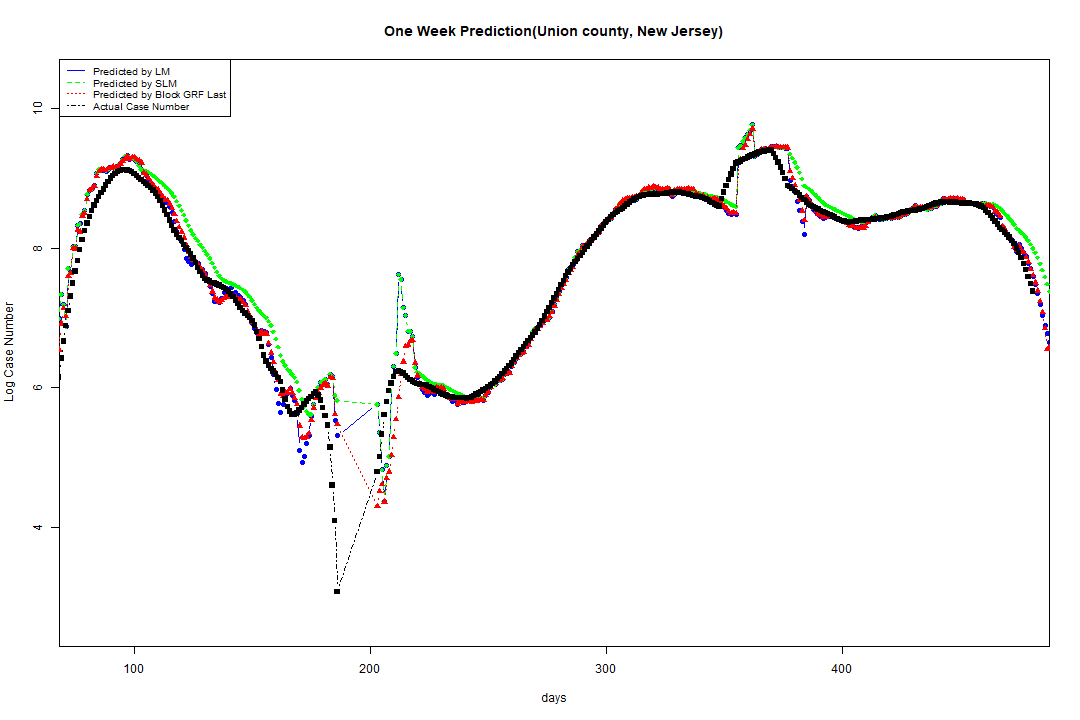 One Week Prediction(Union county, New Jersey)
Predicted by LM
Predicted by SLM
Predicted by Block GRF Last
Actual Case Number
10
8
6
4
Log Case Number
100
200
300
400
days